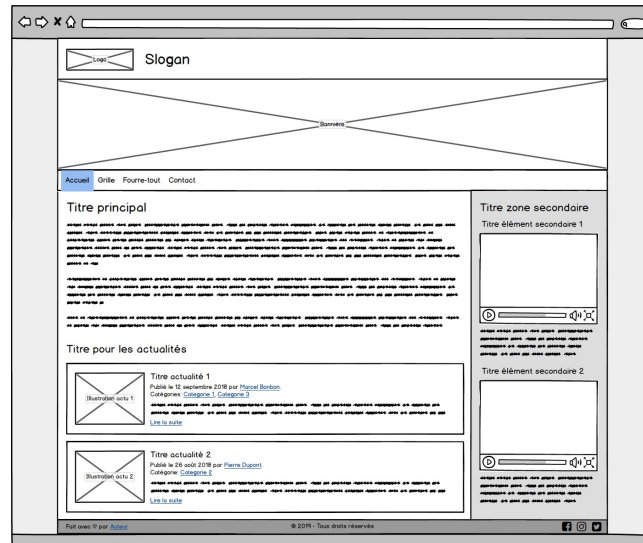 Logo
Slogan
Bannière
Accueil Grille Fourre-tout Contact
Titre principal
Titre pour les actualités
Illustration actu 1
Titre actualité 1
Publié le 12 septembre 2018 par Marcel Bonbon.
Catégories: Categorie 1, Categorie 3
Lire la suite
Illustration actu 2
Titre actualité 2
Publié le 26 août 2018 par Pierre Dupont.
Catégorie: Categorie 2
Lire la suite
Titre zone secondaire
Titre élément secondaire 1
Titre élément secondaire 2
Fait avec ♡ par Auteur
© 2019 - Tous droits réservés